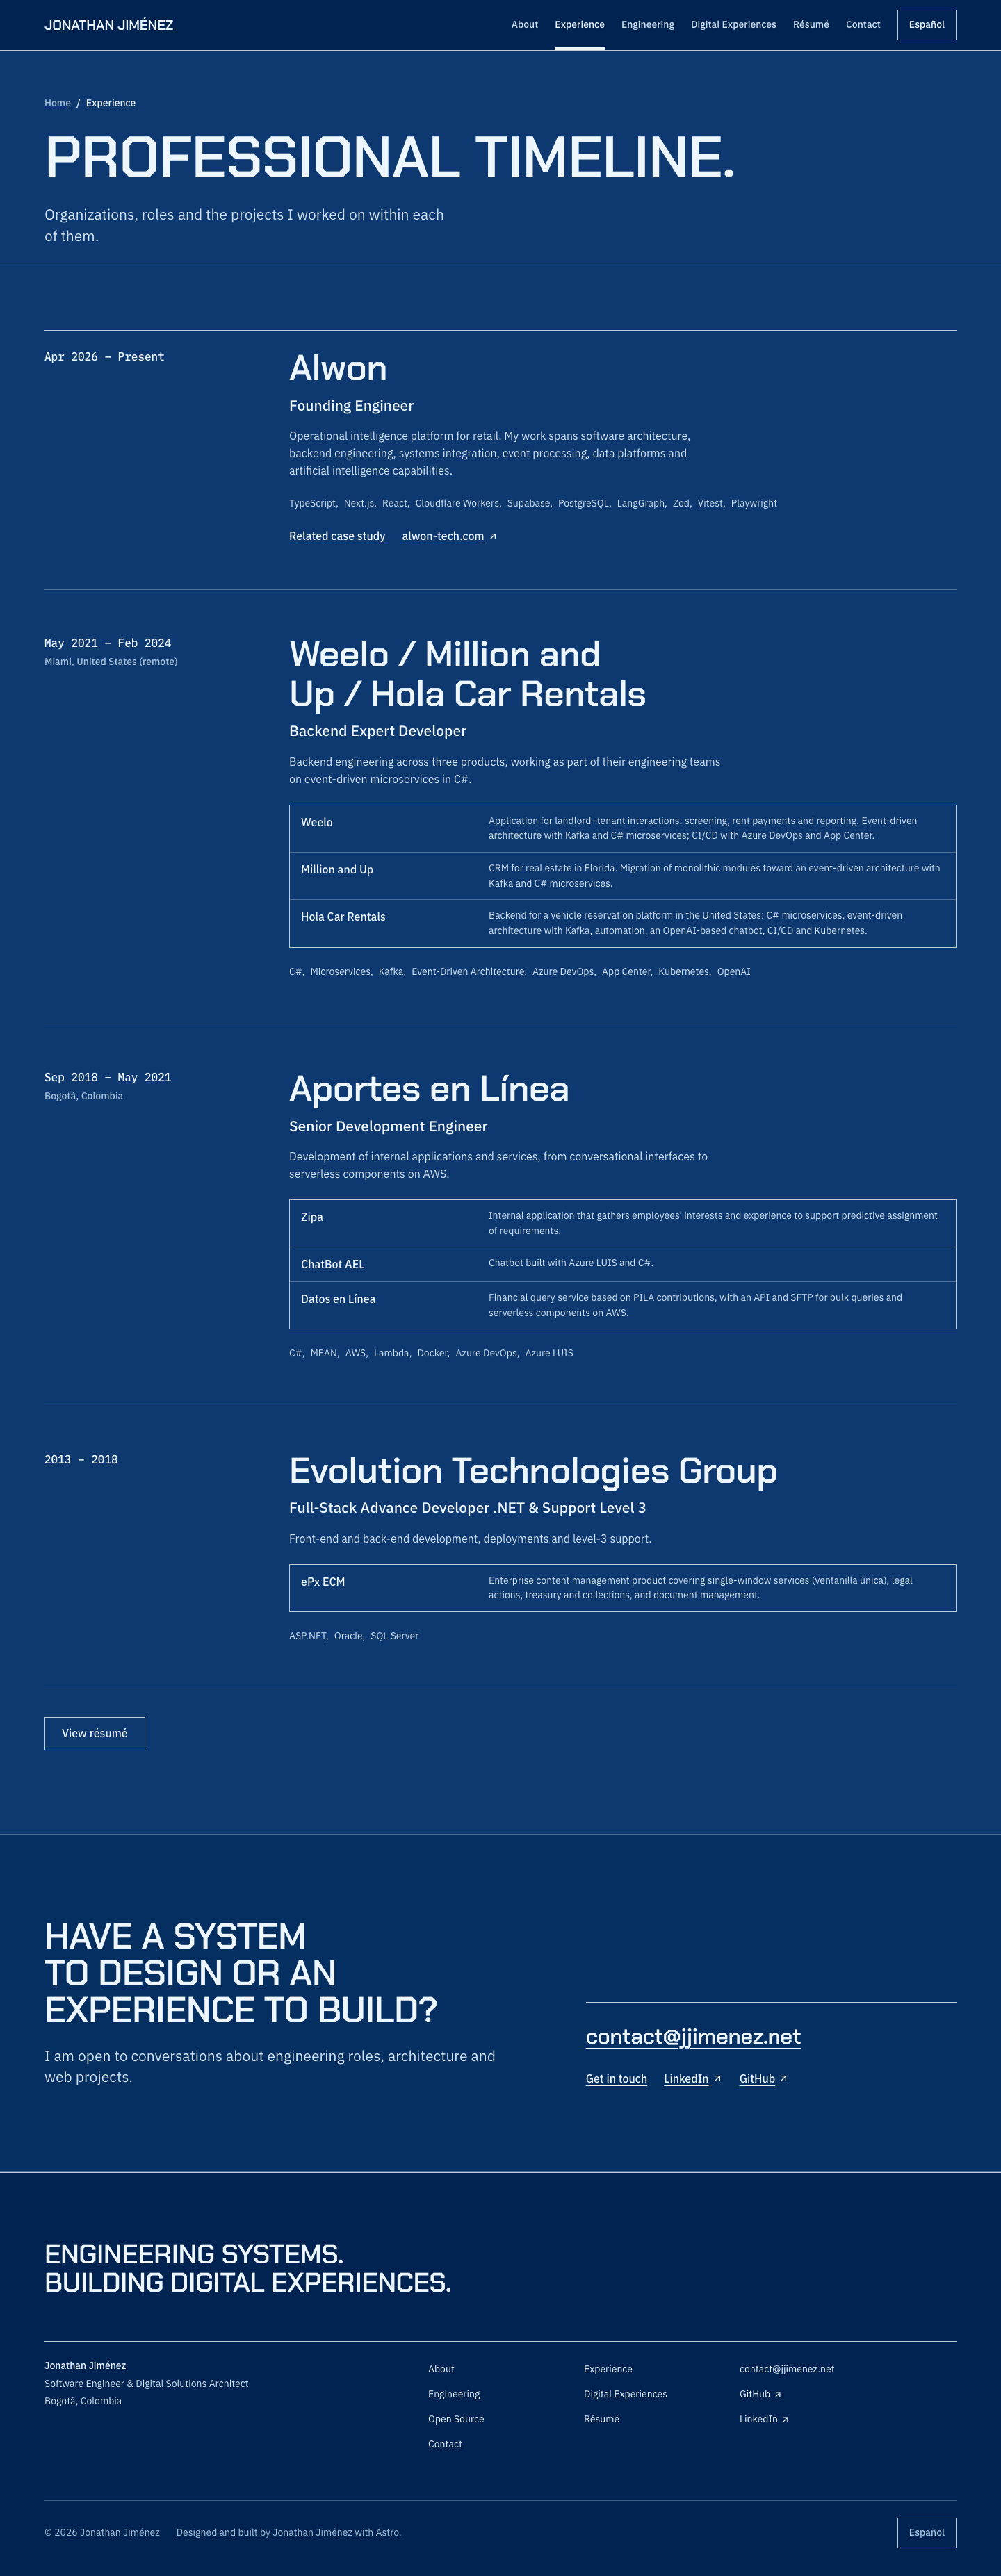 JONATHAN JIMÉNEZ
About Experience Engineering Digital Experiences Résumé Contact Español
Home / Experience
PROFESSIONAL TIMELINE.
Organizations, roles and the projects I worked on within each
of them.
Apr 2026 – Present
Alwon
Founding Engineer
Operational intelligence platform for retail. My work spans software architecture,
backend engineering, systems integration, event processing, data platforms and
artificial intelligence capabilities.
TypeScript, Next.js, React, Cloudflare Workers, Supabase, PostgreSQL, LangGraph, Zod, Vitest, Playwright
Related case study alwon-tech.com ↗
May 2021 – Feb 2024
Miami, United States (remote)
Weelo / Million and
Up / Hola Car Rentals
Backend Expert Developer
Backend engineering across three products, working as part of their engineering teams
on event-driven microservices in C#.
Weelo
Application for landlord–tenant interactions: screening, rent payments and reporting. Event-driven
architecture with Kafka and C# microservices; CI/CD with Azure DevOps and App Center.
Million and Up
CRM for real estate in Florida. Migration of monolithic modules toward an event-driven architecture with
Kafka and C# microservices.
Hola Car Rentals
Backend for a vehicle reservation platform in the United States: C# microservices, event-driven
architecture with Kafka, automation, an OpenAI-based chatbot, CI/CD and Kubernetes.
C#, Microservices, Kafka, Event-Driven Architecture, Azure DevOps, App Center, Kubernetes, OpenAI
Sep 2018 – May 2021
Bogotá, Colombia
Aportes en Línea
Senior Development Engineer
Development of internal applications and services, from conversational interfaces to
serverless components on AWS.
Zipa
Internal application that gathers employees' interests and experience to support predictive assignment
of requirements.
ChatBot AEL
Chatbot built with Azure LUIS and C#.
Datos en Línea
Financial query service based on PILA contributions, with an API and SFTP for bulk queries and
serverless components on AWS.
C#, MEAN, AWS, Lambda, Docker, Azure DevOps, Azure LUIS
2013 – 2018
Evolution Technologies Group
Full-Stack Advance Developer .NET & Support Level 3
Front-end and back-end development, deployments and level-3 support.
ePx ECM
Enterprise content management product covering single-window services (ventanilla única), legal
actions, treasury and collections, and document management.
ASP.NET, Oracle, SQL Server
View résumé
HAVE A SYSTEM
TO DESIGN OR AN
EXPERIENCE TO BUILD?
I am open to conversations about engineering roles, architecture and
web projects.
contact@jjimenez.net
Get in touch LinkedIn ↗ GitHub ↗
ENGINEERING SYSTEMS.
BUILDING DIGITAL EXPERIENCES.
Jonathan Jiménez
Software Engineer & Digital Solutions Architect
Bogotá, Colombia
About
Engineering
Open Source
Contact
Experience
Digital Experiences
Résumé
contact@jjimenez.net
GitHub ↗
LinkedIn ↗
© 2026 Jonathan Jiménez Designed and built by Jonathan Jiménez with Astro.
Español